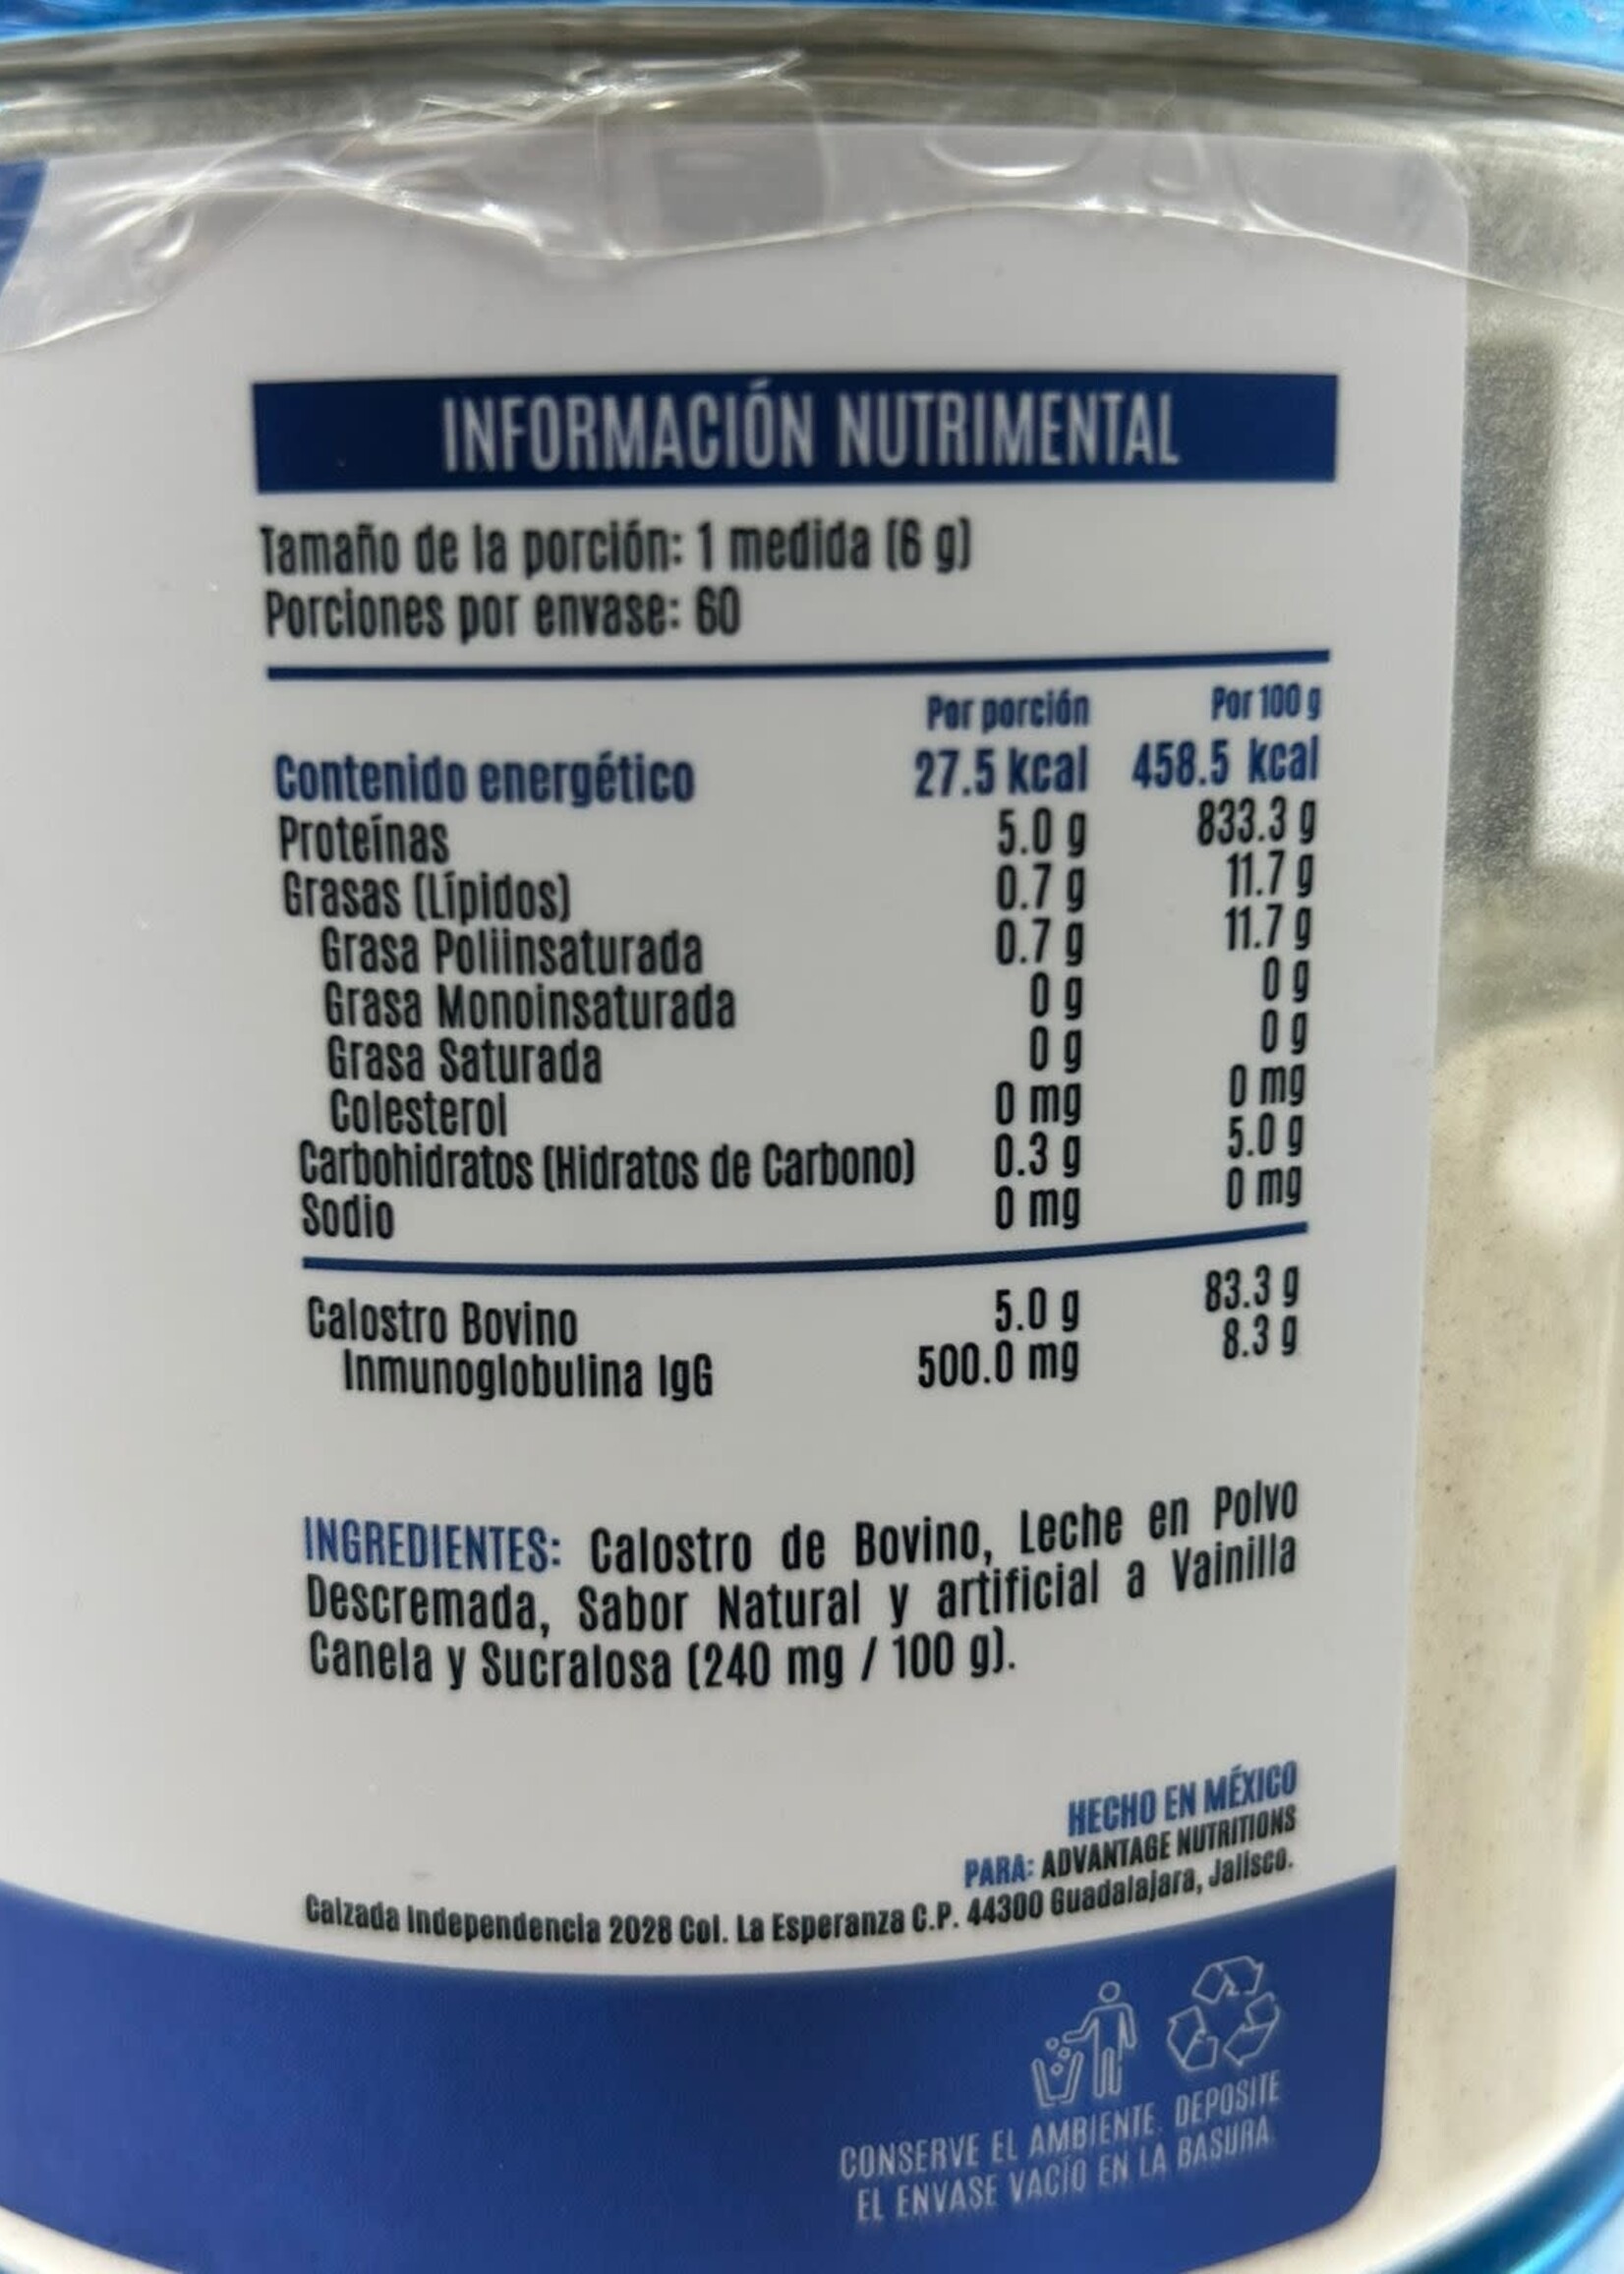 INFORMACIÓN NUTRIMENTAL
Tamaño de la porción: 1 medida (6 g)
Porciones por envase: 60
Por porción Por 100 g
Contenido energético 27.5 kcal 458.5 kcal
Proteínas 5.0 g 833.3 g
Grasas (Lípidos) 0.7 g 11.7 g
Grasa Poliinsaturada 0.7 g 11.7 g
Grasa Monoinsaturada 0 g 0 g
Grasa Saturada 0 g 0 g
Colesterol 0 mg 0 mg
Carbohidratos (Hidratos de Carbono) 0.3 g 5.0 g
Sodio 0 mg 0 mg
Calostro Bovino 5.0 g 83.3 g
Inmunoglobulina IgG 500.0 mg 8.3 g
INGREDIENTES: Calostro de Bovino, Leche en Polvo
Descremada, Sabor Natural y artificial a Vainilla
Canela y Sucralosa (240 mg / 100 g).
HECHO EN MÉXICO
PARA: ADVANTAGE NUTRITIONS
Calzada Independencia 2028 Col. La Esperanza C.P. 44300 Guadalajara, Jalisco.
CONSERVE EL AMBIENTE. DEPOSITE
EL ENVASE VACÍO EN LA BASURA.